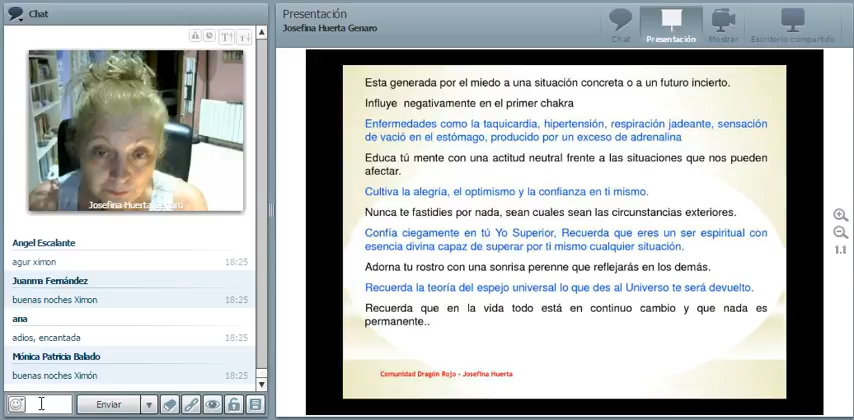 Chat
Josefina Huerta Genaro
Angel Escalante
agur ximon 18:25
Juanma Fernández
buenas noches Ximon 18:25
ana
adios, encantada 18:25
Mónica Patricia Balado
buenas noches Ximón 18:25
Enviar
Presentación
Josefina Huerta Genaro
Chat
Presentación
Mostrar
Escritorio compartido
Esta generada por el miedo a una situación concreta o a un futuro incierto.
Influye negativamente en el primer chakra
Enfermedades como la taquicardia, hipertensión, respiración jadeante, sensación
de vació en el estómago, producido por un exceso de adrenalina
Educa tú mente con una actitud neutral frente a las situaciones que nos pueden
afectar.
Cultiva la alegría, el optimismo y la confianza en ti mismo.
Nunca te fastidies por nada, sean cuales sean las circunstancias exteriores.
Confía ciegamente en tú Yo Superior, Recuerda que eres un ser espiritual con
esencia divina capaz de superar por ti mismo cualquier situación.
Adorna tu rostro con una sonrisa perenne que reflejarás en los demás.
Recuerda la teoría del espejo universal lo que des al Universo te será devuelto.
Recuerda que en la vida todo está en continuo cambio y que nada es
permanente..
Comunidad Dragón Rojo - Josefina Huerta
1.1